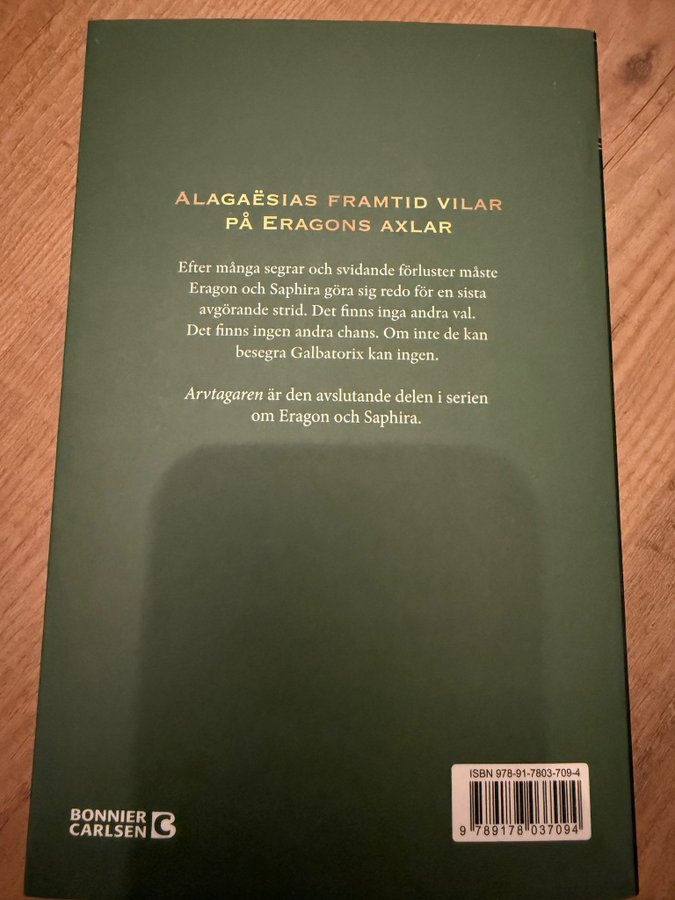 ALAGAËSIAS FRAMTID VILAR
PÅ ERAGONS AXLAR
Efter många segrar och svidande förluster måste
Eragon och Saphira göra sig redo för en sista
avgörande strid. Det finns inga andra val.
Det finns ingen andra chans. Om inte de kan
besegra Galbatorix kan ingen.
Arvtagaren är den avslutande delen i serien
om Eragon och Saphira.
BONNIER
CARLSEN
ISBN 978-91-7803-709-4
9 789178 037094